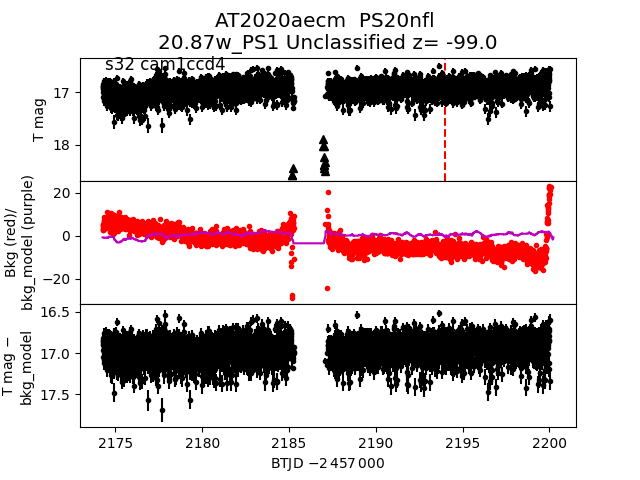 AT2020aecm  PS20nfl
20.87w_PS1 Unclassified z= -99.0
s32 cam1ccd4
T mag
17
18
Bkg (red)/
bkg_model (purple)
20
0
−20
T mag −
bkg_model
16.5
17.0
17.5
2175
2180
2185
2190
2195
2200
BTJD −2 457 000